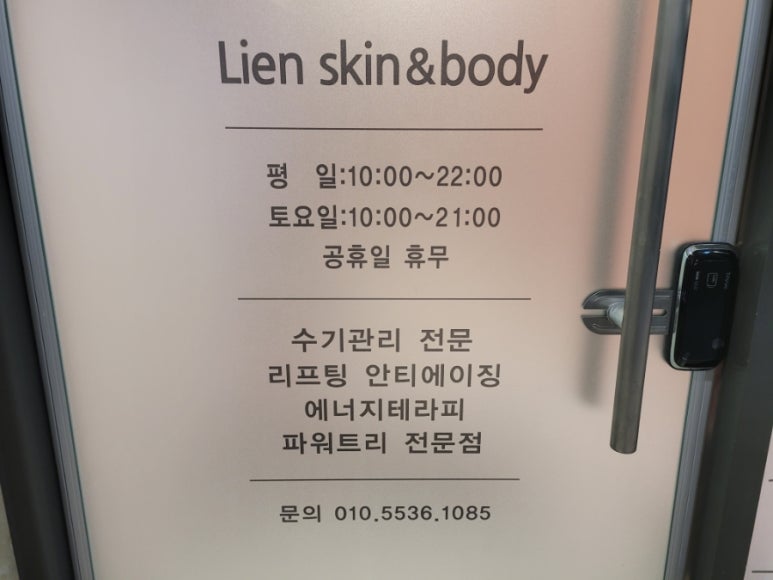 Lien skin&body
평 일:10:00~22:00
토요일:10:00~21:00
공휴일 휴무
수기관리 전문
리프팅 안티에이징
에너지테라피
파워트리 전문점
문의 010.5536.1085